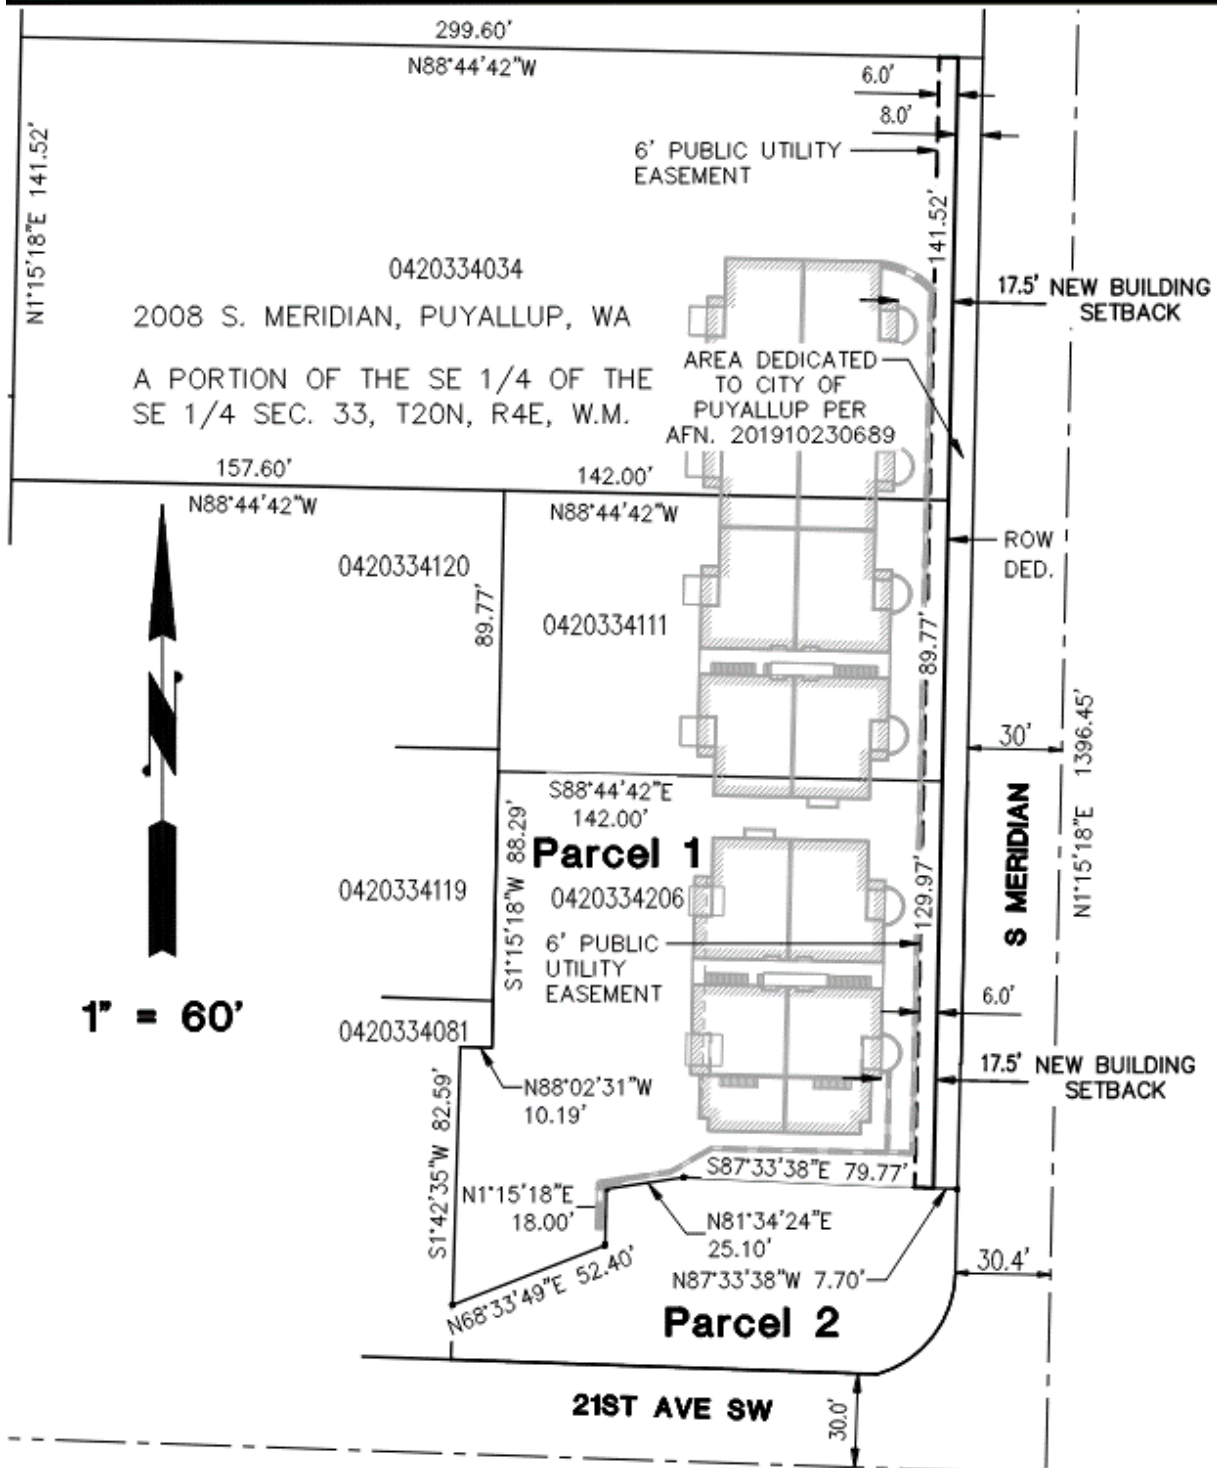 299.60'
N88°44'42"W
6.0'
8.0'
N1°15'18"E 141.52'
6' PUBLIC UTILITY
EASEMENT
141.52'
0420334034
17.5' NEW BUILDING
SETBACK
2008 S. MERIDIAN, PUYALLUP, WA
A PORTION OF THE SE 1/4 OF THE
SE 1/4 SEC. 33, T20N, R4E, W.M.
AREA DEDICATED
TO CITY OF
PUYALLUP PER
AFN. 201910230689
157.60'
N88°44'42"W
142.00'
N88°44'42"W
ROW
DED.
0420334120
89.77'
0420334111
89.77'
30'
N1°15'18"E 1396.45'
S MERIDIAN
S88°44'42"E
142.00'
S1°15'18"W 88.29'
Parcel 1
0420334119
0420334206
129.97'
6' PUBLIC
UTILITY
EASEMENT
6.0'
N
1" = 60'
0420334081
17.5' NEW BUILDING
SETBACK
N88°02'31"W
10.19'
S1°42'35"W 82.59'
S87°33'38"E 79.77'
N1°15'18"E
18.00'
N81°34'24"E
25.10'
N87°33'38"W 7.70'
30.4'
N68°33'49"E 52.40'
Parcel 2
21ST AVE SW
30.0'